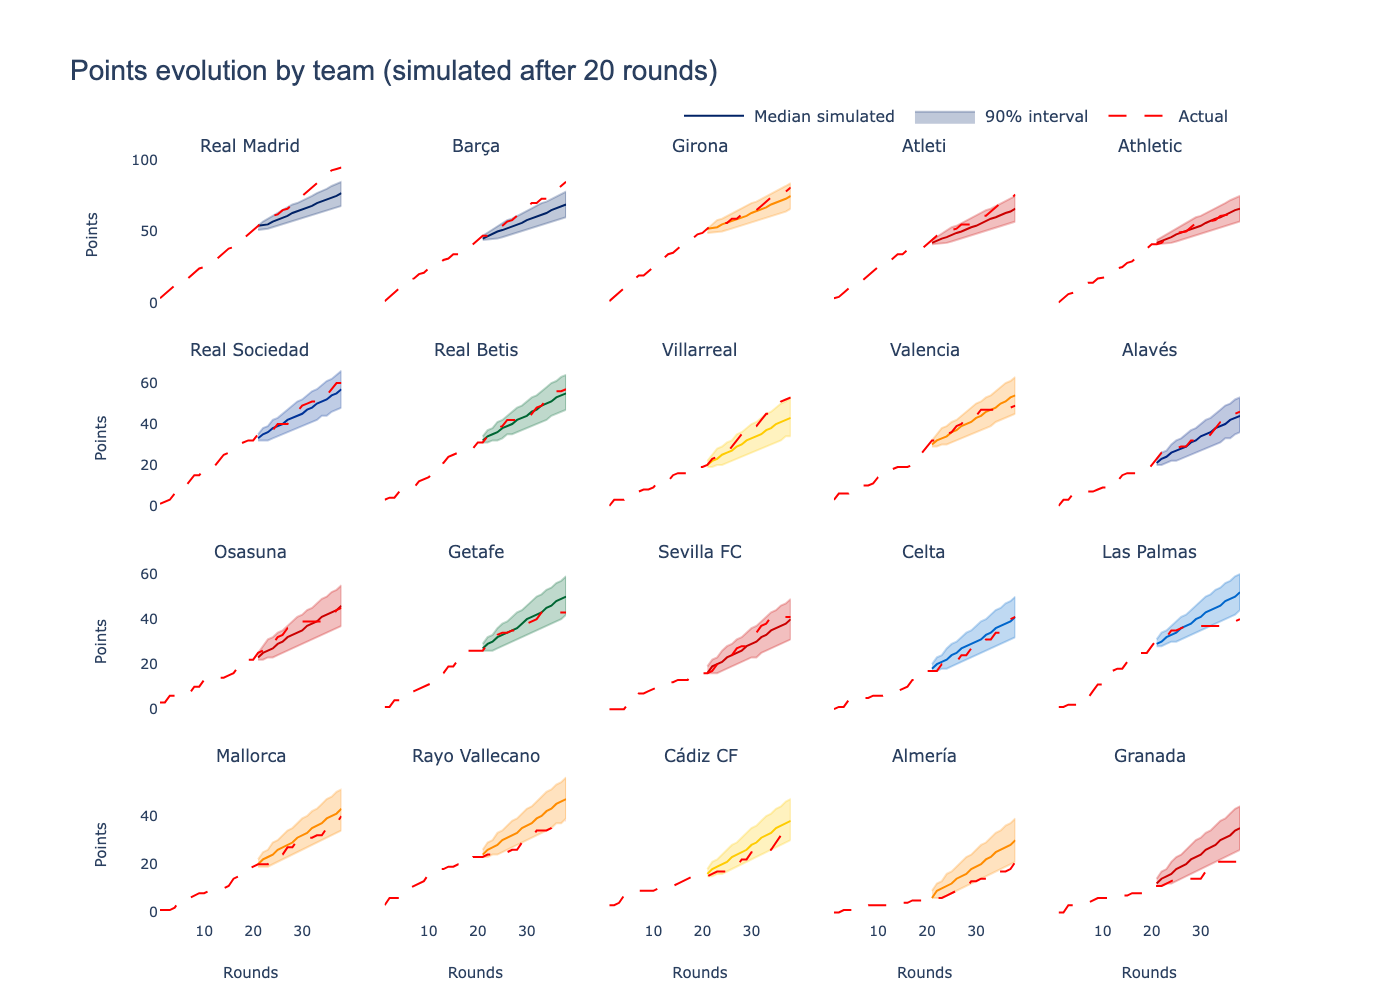 Points evolution by team (simulated after 20 rounds)
Median simulated 90% interval Actual
Real Madrid Barça Girona Atleti Athletic
100
50
0
Points
Real Sociedad Real Betis Villarreal Valencia Alavés
60
40
20
0
Points
Osasuna Getafe Sevilla FC Celta Las Palmas
60
40
20
0
Points
Mallorca Rayo Vallecano Cádiz CF Almería Granada
40
20
0
Points
10 20 30 10 20 30 10 20 30 10 20 30 10 20 30
Rounds Rounds Rounds Rounds Rounds